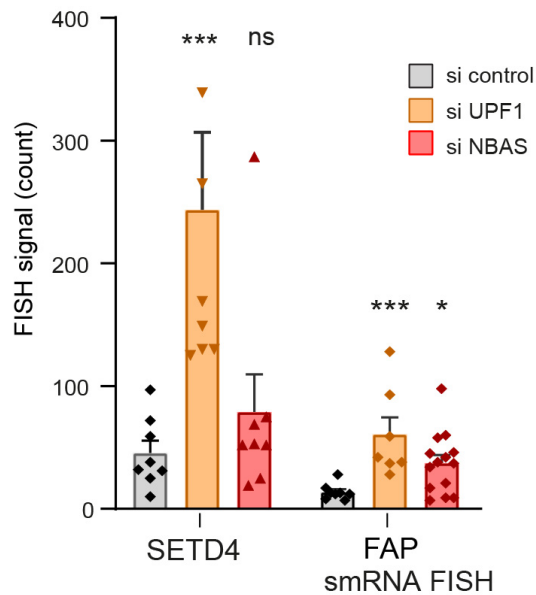 400
*** ns
si control
si UPF1
si NBAS
300
FISH signal (count)
200
*** *
100
0
SETD4 FAP
smRNA FISH